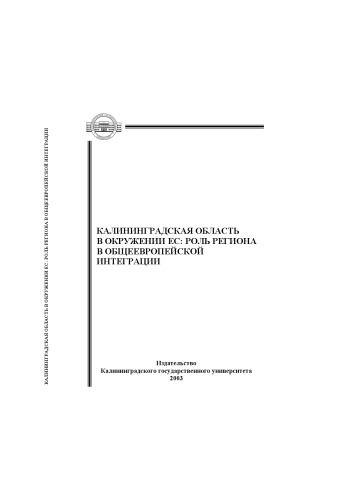 КАЛИНИНГРАДСКАЯ ОБЛАСТЬ В ОКРУЖЕНИИ ЕС: РОЛЬ РЕГИОНА В ОБЩЕЕВРОПЕЙСКОЙ ИНТЕГРАЦИИ
КАЛИНИНГРАДСКАЯ ОБЛАСТЬ
В ОКРУЖЕНИИ ЕС: РОЛЬ РЕГИОНА
В ОБЩЕЕВРОПЕЙСКОЙ
ИНТЕГРАЦИИ
Издательство
Калининградского государственного университета
2003